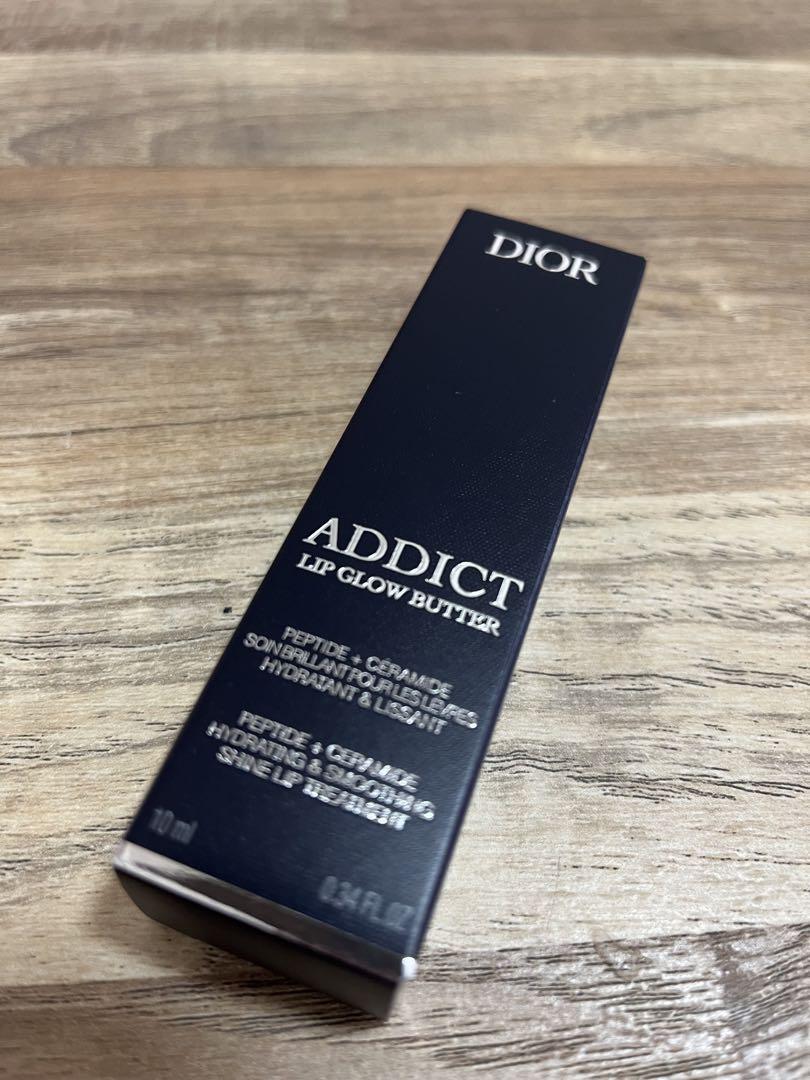 DIOR
ADDICT
LIP GLOW BUTTER
PEPTIDE + CÉRAMIDE
SOIN BRILLANT POUR LES LÈVRES
HYDRATANT & LISSANT
PEPTIDE + CERAMIDE
HYDRATING & SMOOTHING
SHINE LIP TREATMENT
10 ml
0.34 FL. OZ